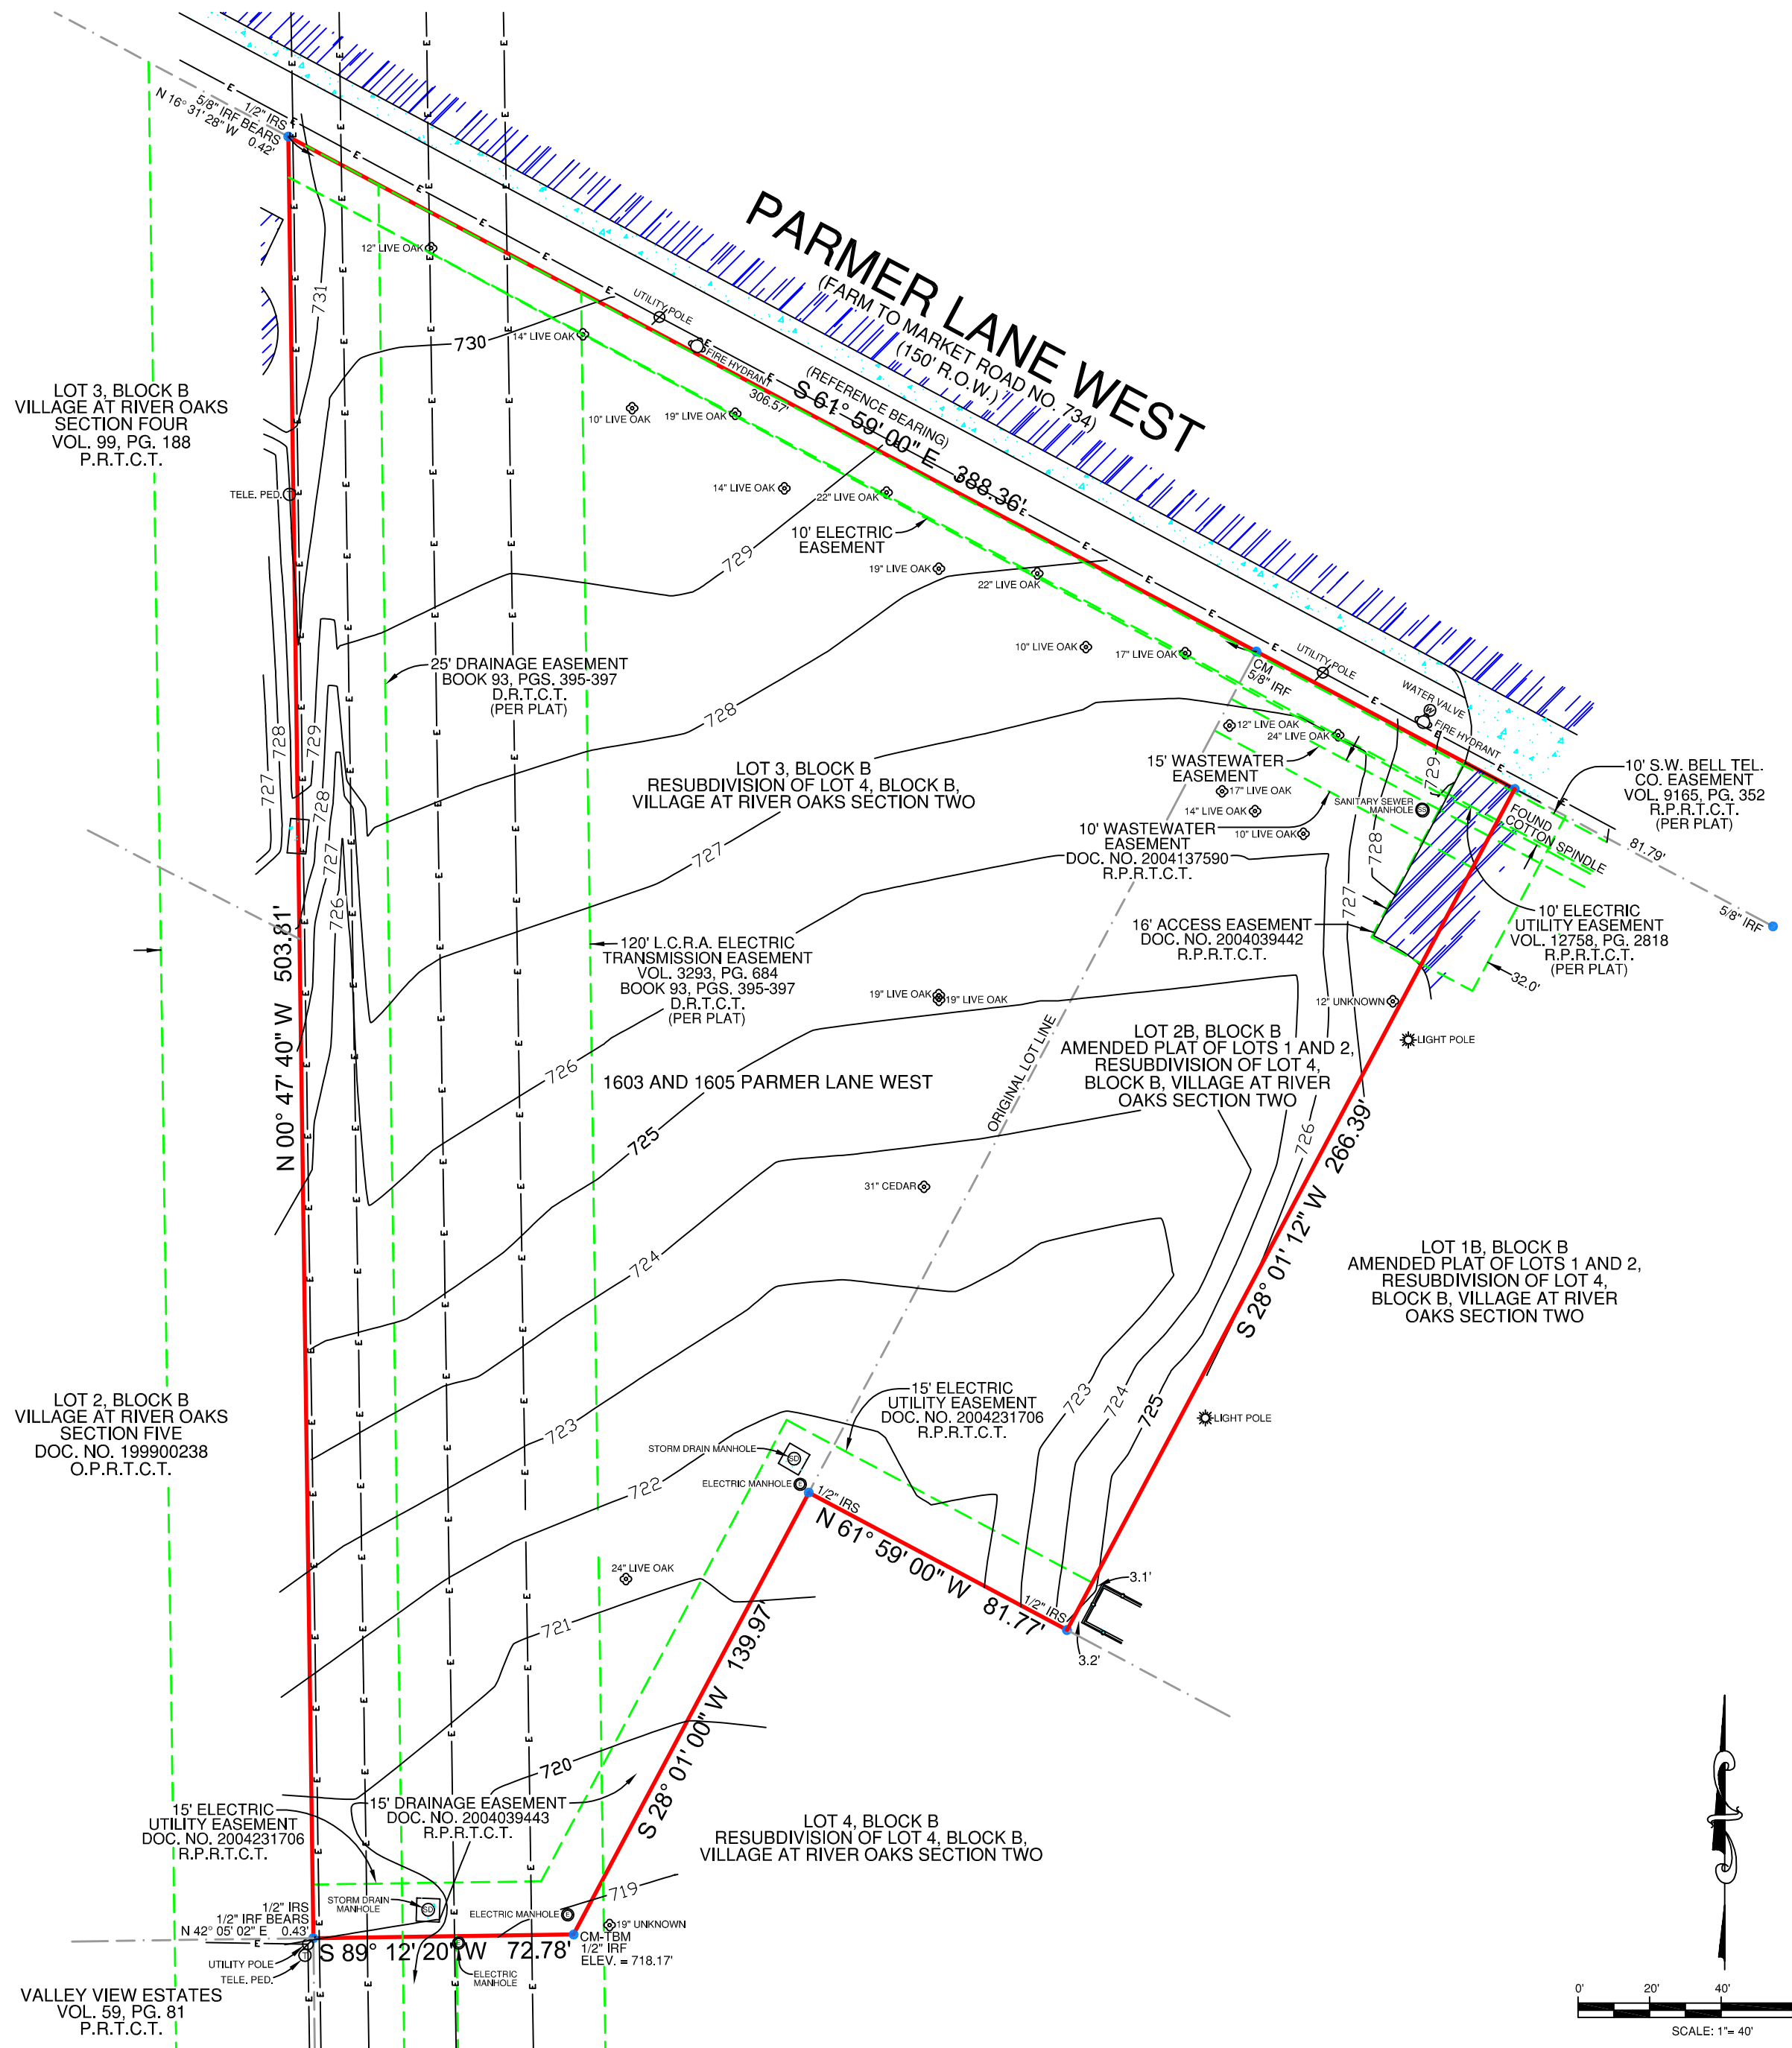 PARMER LANE WEST
(FARM TO MARKET ROAD NO. 734)
(150' R.O.W.)
(REFERENCE BEARING)
S 61° 59' 00" E 388.36'
306.57'
1/2" IRS
5/8" IRF BEARS
N 16° 31' 28" W 0.42'
12" LIVE OAK
731
730
UTILITY POLE
14" LIVE OAK
FIRE HYDRANT
10" LIVE OAK
19" LIVE OAK
LOT 3, BLOCK B
VILLAGE AT RIVER OAKS
SECTION FOUR
VOL. 99, PG. 188
P.R.T.C.T.
TELE. PED.
T
14" LIVE OAK
22" LIVE OAK
10' ELECTRIC
EASEMENT
729
19" LIVE OAK
22" LIVE OAK
10" LIVE OAK
17" LIVE OAK
CM
5/8" IRF
UTILITY POLE
WATER VALVE
W
FIRE HYDRANT
25' DRAINAGE EASEMENT
BOOK 93, PGS. 395-397
D.R.T.C.T.
(PER PLAT)
728
12" LIVE OAK
24" LIVE OAK
15' WASTEWATER
EASEMENT
17" LIVE OAK
14" LIVE OAK
SANITARY SEWER
MANHOLE
SS
729
10" LIVE OAK
10' WASTEWATER
EASEMENT
DOC. NO. 2004137590
R.P.R.T.C.T.
728
727
10' S.W. BELL TEL.
CO. EASEMENT
VOL. 9165, PG. 352
R.P.R.T.C.T.
(PER PLAT)
FOUND
COTTON SPINDLE
81.79'
5/8" IRF
10' ELECTRIC
UTILITY EASEMENT
VOL. 12758, PG. 2818
R.P.R.T.C.T.
(PER PLAT)
32.0'
16' ACCESS EASEMENT
DOC. NO. 2004039442
R.P.R.T.C.T.
LOT 3, BLOCK B
RESUBDIVISION OF LOT 4, BLOCK B,
VILLAGE AT RIVER OAKS SECTION TWO
727
727
728
729
728
727
726
N 00° 47' 40" W 503.81'
120' L.C.R.A. ELECTRIC
TRANSMISSION EASEMENT
VOL. 3293, PG. 684
BOOK 93, PGS. 395-397
D.R.T.C.T.
(PER PLAT)
19" LIVE OAK
19" LIVE OAK
12" UNKNOWN
LIGHT POLE
ORIGINAL LOT LINE
LOT 2B, BLOCK B
AMENDED PLAT OF LOTS 1 AND 2,
RESUBDIVISION OF LOT 4,
BLOCK B, VILLAGE AT RIVER
OAKS SECTION TWO
726
1603 AND 1605 PARMER LANE WEST
725
726
S 28° 01' 12" W 266.39'
31" CEDAR
724
LOT 1B, BLOCK B
AMENDED PLAT OF LOTS 1 AND 2,
RESUBDIVISION OF LOT 4,
BLOCK B, VILLAGE AT RIVER
OAKS SECTION TWO
LOT 2, BLOCK B
VILLAGE AT RIVER OAKS
SECTION FIVE
DOC. NO. 199900238
O.P.R.T.C.T.
723
15' ELECTRIC
UTILITY EASEMENT
DOC. NO. 2004231706
R.P.R.T.C.T.
723
724
725
LIGHT POLE
STORM DRAIN MANHOLE
SD
ELECTRIC MANHOLE
E
722
1/2" IRS
N 61° 59' 00" W 81.77'
1/2" IRS
3.1'
3.2'
24" LIVE OAK
721
S 28° 01' 00" W 139.97'
720
15' ELECTRIC
UTILITY EASEMENT
DOC. NO. 2004231706
R.P.R.T.C.T.
15' DRAINAGE EASEMENT
DOC. NO. 2004039443
R.P.R.T.C.T.
LOT 4, BLOCK B
RESUBDIVISION OF LOT 4, BLOCK B,
VILLAGE AT RIVER OAKS SECTION TWO
719
STORM DRAIN
MANHOLE
SD
ELECTRIC MANHOLE
E
19" UNKNOWN
1/2" IRS
1/2" IRF BEARS
N 42° 05' 02" E 0.43'
S 89° 12' 20" W 72.78'
CM-TBM
1/2" IRF
ELEV. = 718.17'
UTILITY POLE
TELE. PED.
T
ELECTRIC
MANHOLE
VALLEY VIEW ESTATES
VOL. 59, PG. 81
P.R.T.C.T.
0' 20' 40'
SCALE: 1"= 40'